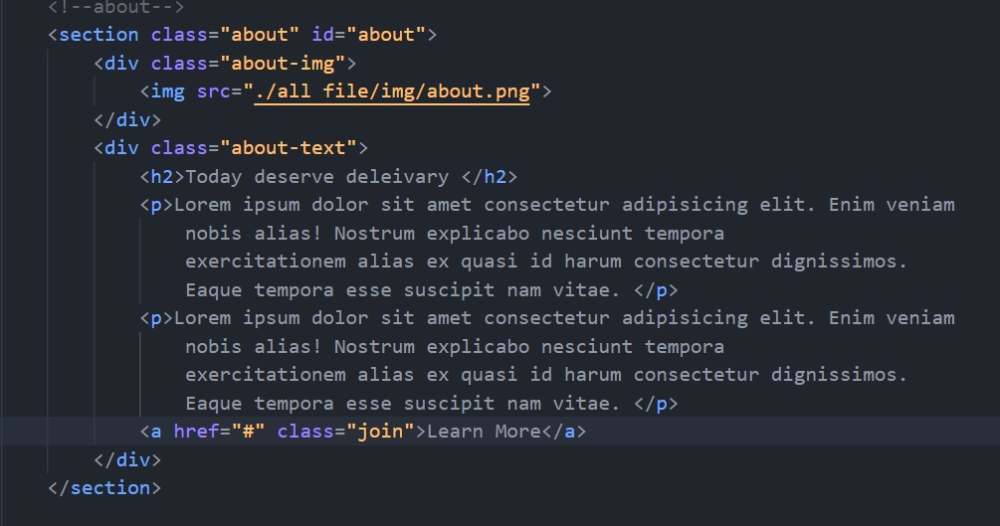 <!--about-->
<section class="about" id="about">
    <div class="about-img">
        <img src="./all file/img/about.png">
    </div>
    <div class="about-text">
        <h2>Today deserve deleivary </h2>
        <p>Lorem ipsum dolor sit amet consectetur adipisicing elit. Enim veniam
            nobis alias! Nostrum explicabo nesciunt tempora
            exercitationem alias ex quasi id harum consectetur dignissimos.
            Eaque tempora esse suscipit nam vitae. </p>
        <p>Lorem ipsum dolor sit amet consectetur adipisicing elit. Enim veniam
            nobis alias! Nostrum explicabo nesciunt tempora
            exercitationem alias ex quasi id harum consectetur dignissimos.
            Eaque tempora esse suscipit nam vitae. </p>
        <a href="#" class="join">Learn More</a>
    </div>
</section>